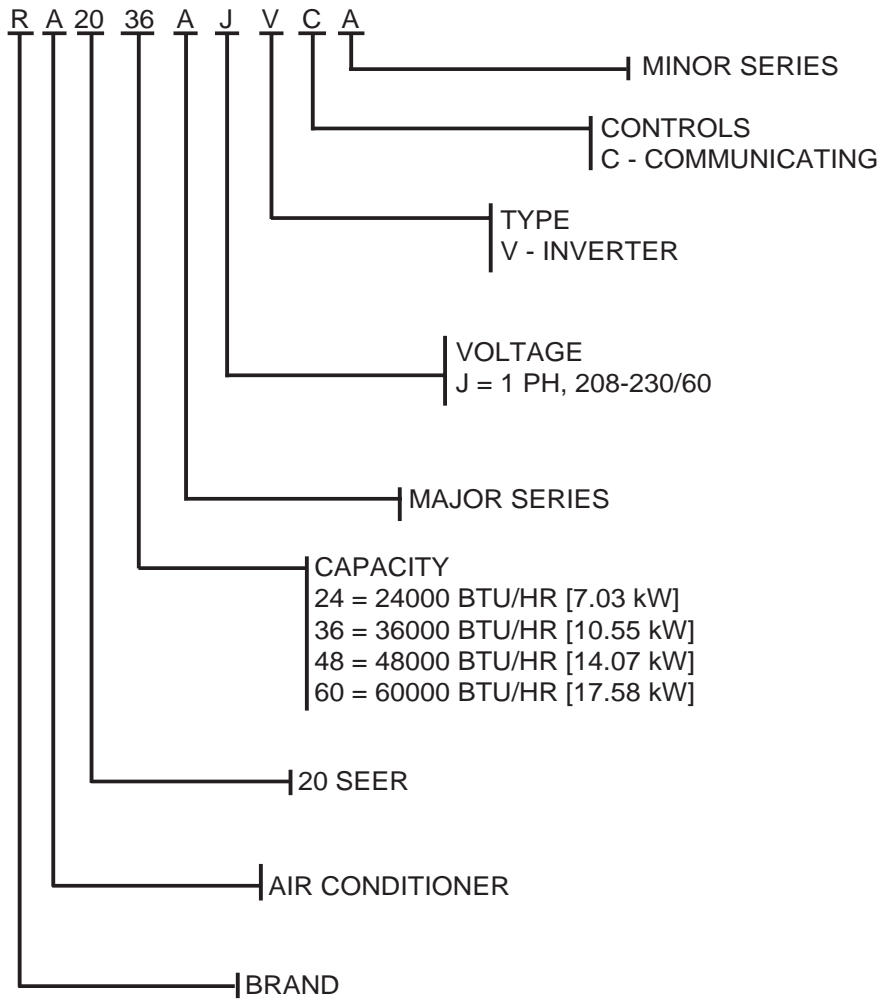 R A 20 36 A J V C A
MINOR SERIES
CONTROLS
C - COMMUNICATING
TYPE
V - INVERTER
VOLTAGE
J = 1 PH, 208-230/60
MAJOR SERIES
CAPACITY
24 = 24000 BTU/HR [7.03 kW]
36 = 36000 BTU/HR [10.55 kW]
48 = 48000 BTU/HR [14.07 kW]
60 = 60000 BTU/HR [17.58 kW]
20 SEER
AIR CONDITIONER
BRAND